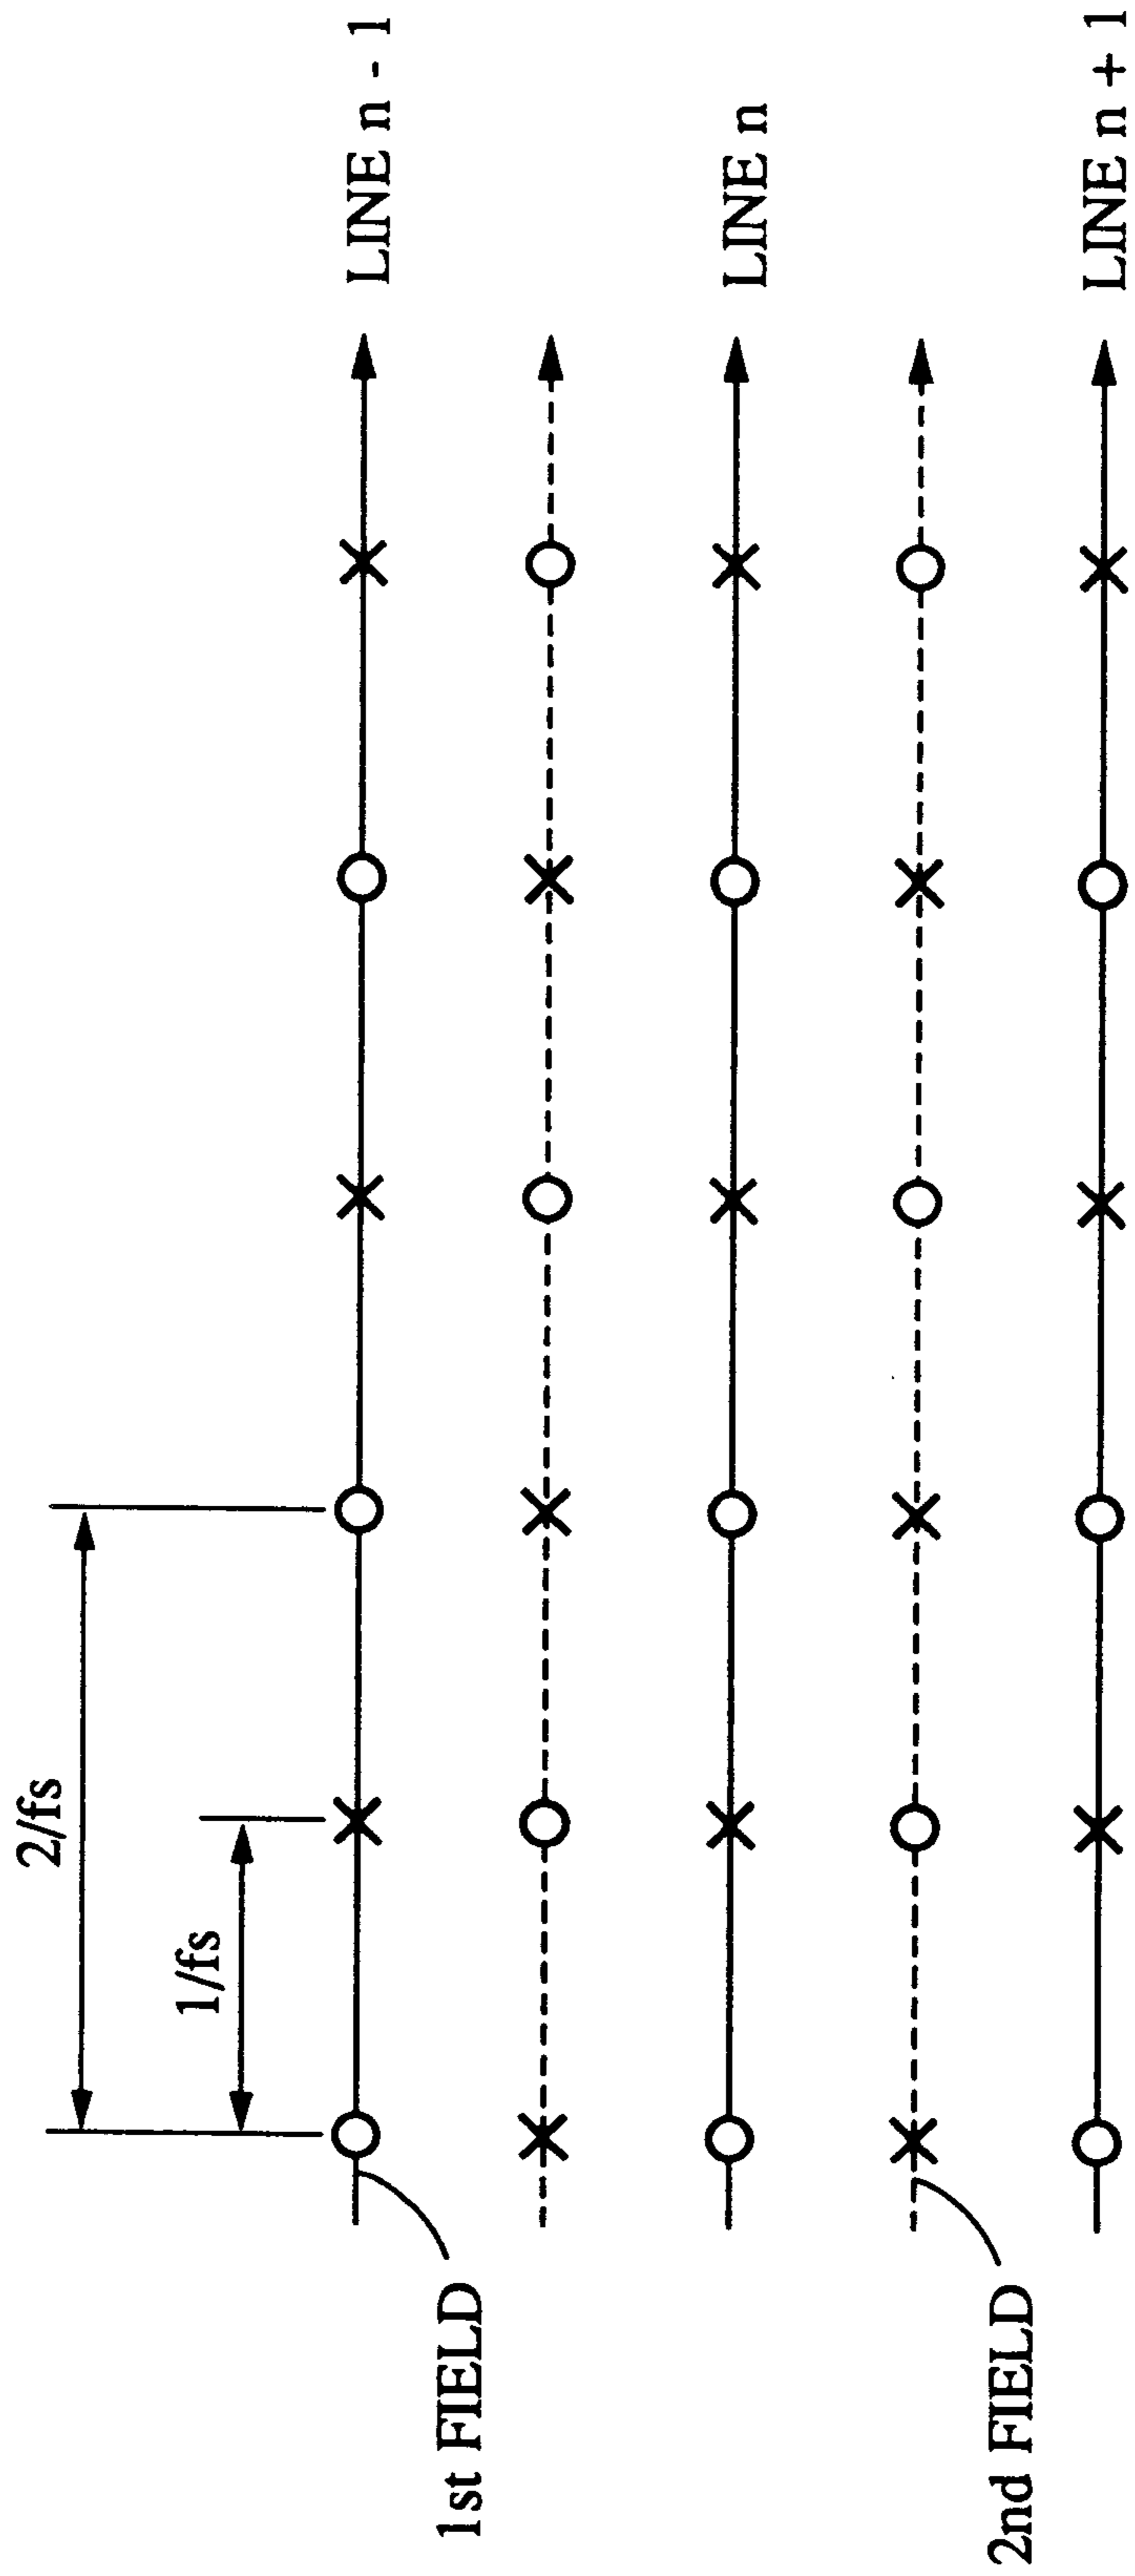 2/fs
1/fs
LINE n - 1
1st FIELD
LINE n
2nd FIELD
LINE n + 1